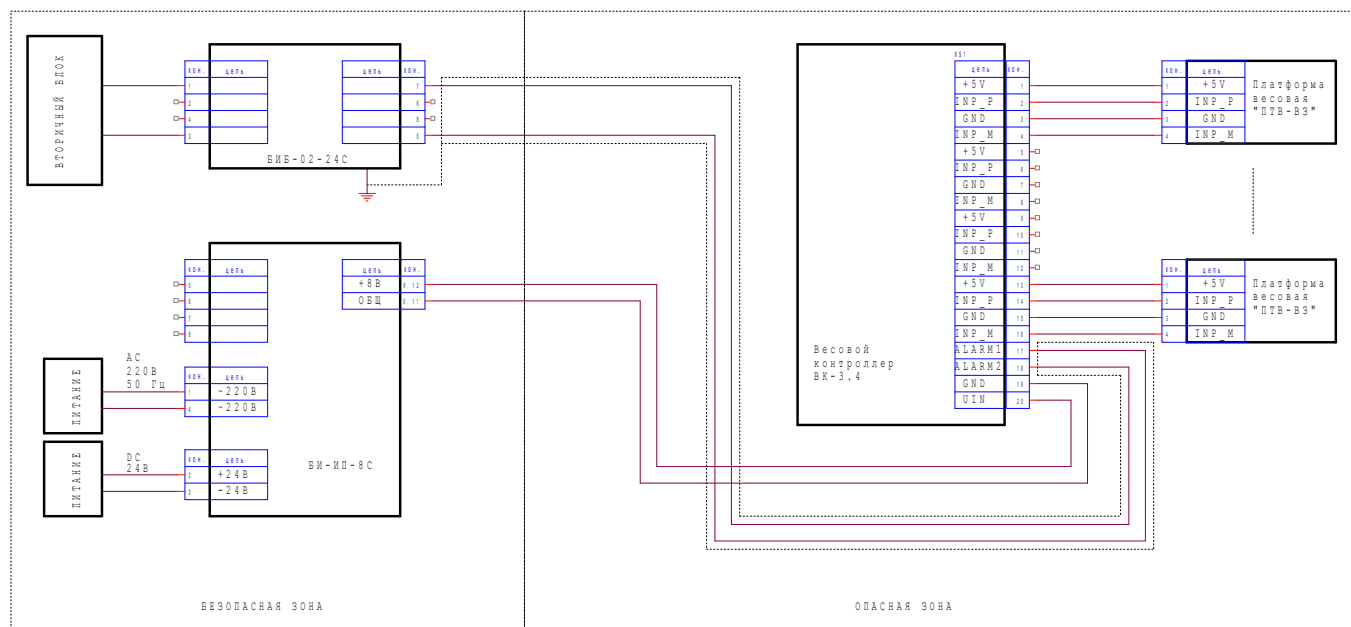 ВТОРИЧНЫЙ БЛОК
кон. цепь
1
2
4
3
цепь кон.
7
6
8
5
БИБ-02-24С
кон. цепь
5
6
7
8
цепь кон.
+8В 9,12
ОБЩ
БИ-ИП-8С
ПИТАНИЕ
AC
220В
50 Гц
кон. цепь
1 ~220В
4 ~220В
ПИТАНИЕ
DC
24В
кон. цепь
2 +24В
3 -24В
БЕЗОПАСНАЯ ЗОНА
Весовой
контроллер
ВК-3.4
цепь кон.
+5V 1
INP_P 2
GND 3
INP_M 4
+5V 5
INP_P 6
GND 7
INP_M 8
+5V 9
INP_P 10
GND 11
INP_M 12
+5V 13
INP_P 14
GND 15
INP_M 16
ALARM1 17
ALARM2 18
GND 19
UIN 20
кон. цепь
1 +5V
2 INP_P
3 GND
4 INP_M
Платформа
весовая
"ПТВ-ВЗ"
кон. цепь
1 +5V
2 INP_P
3 GND
4 INP_M
Платформа
весовая
"ПТВ-ВЗ"
ОПАСНАЯ ЗОНА